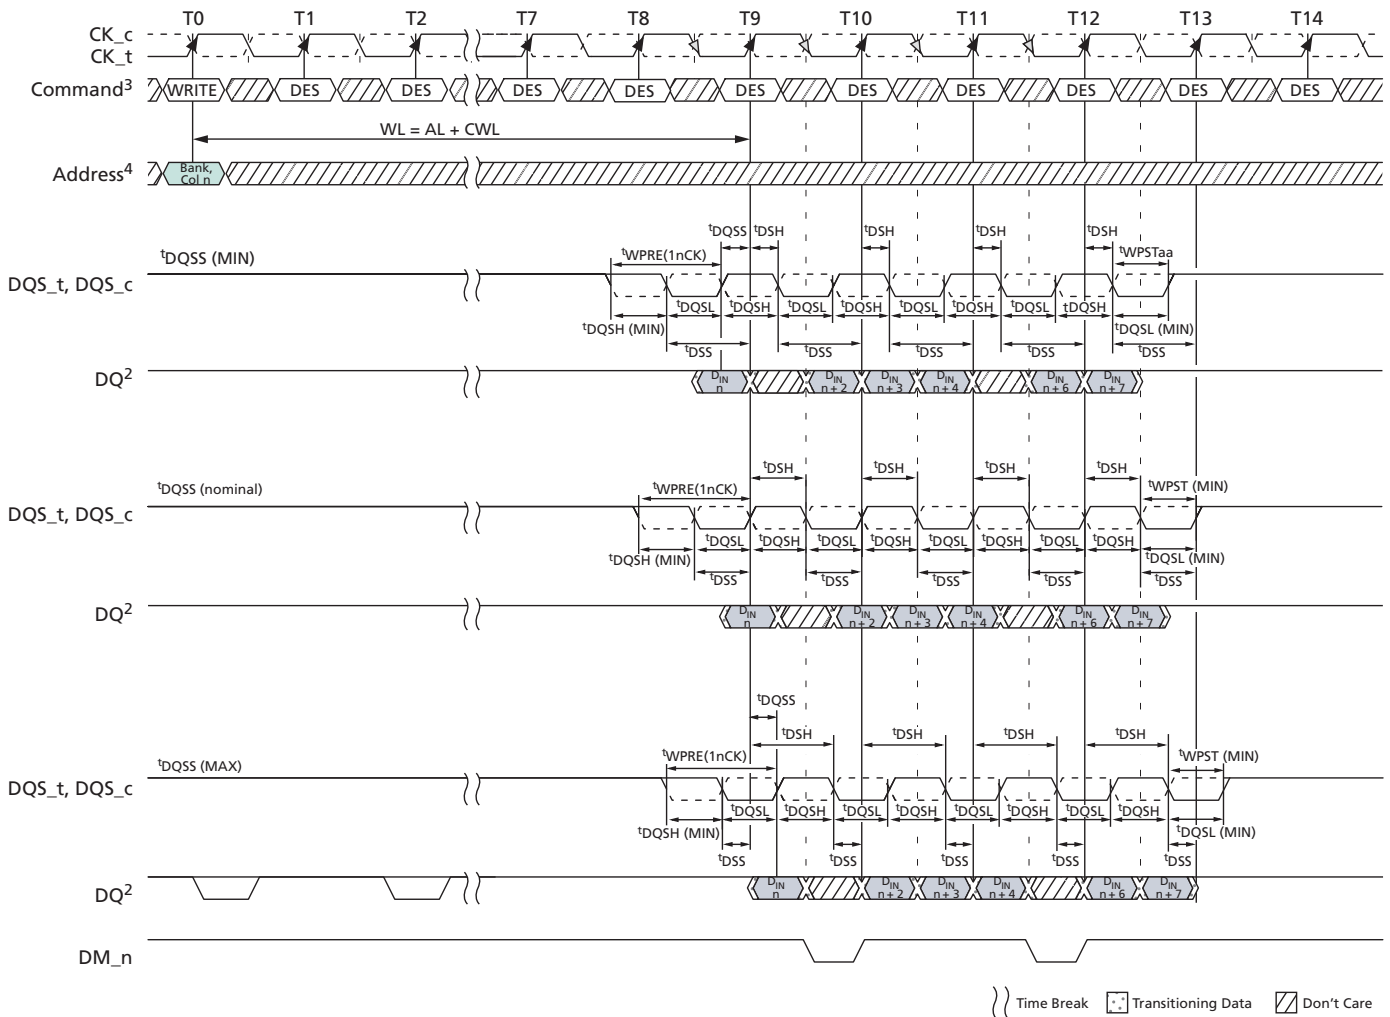 T0 T1 T2 T7 T8 T9 T10 T11 T12 T13 T14
CK_c
CK_t
Command3 WRITE DES DES DES DES DES DES DES DES DES DES
WL = AL + CWL
Address4 Bank,
Col n
tDQSS tDSH tDSH tDSH tDSH
tDQSS (MIN) tWPRE(1nCK) tWPSTaa
DQS_t, DQS_c
tDQSL tDQSH tDQSL tDQSH tDQSL tDQSH tDQSL tDQSH
tDQSH (MIN) tDQSL (MIN)
tDSS tDSS tDSS tDSS tDSS
DQ2 DIN DIN DIN DIN DIN DIN
n n + 2 n + 3 n + 4 n + 6 n + 7
tDSH tDSH tDSH tDSH
tDQSS (nominal) tWPRE(1nCK) tWPST (MIN)
DQS_t, DQS_c
tDQSL tDQSH tDQSL tDQSH tDQSL tDQSH tDQSL tDQSH
tDQSH (MIN) tDQSL (MIN)
tDSS tDSS tDSS tDSS tDSS
DQ2 DIN DIN DIN DIN DIN DIN
n n + 2 n + 3 n + 4 n + 6 n + 7
tDQSS
tDSH tDSH tDSH tDSH
tDQSS (MAX) tWPRE(1nCK) tWPST (MIN)
DQS_t, DQS_c
tDQSL tDQSH tDQSL tDQSH tDQSL tDQSH tDQSL tDQSH
tDQSH (MIN) tDQSL (MIN)
tDSS tDSS tDSS tDSS tDSS
DQ2 DIN DIN DIN DIN DIN DIN
n n + 2 n + 3 n + 4 n + 6 n + 7
DM_n
Time Break Transitioning Data Don't Care